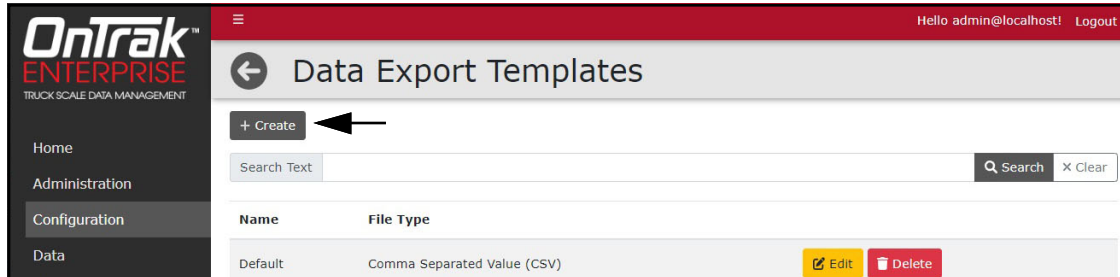 OnTrak™
ENTERPRISE
TRUCK SCALE DATA MANAGEMENT
Hello admin@localhost! Logout
Data Export Templates
+ Create
Search Text
Search × Clear
Home
Administration
Configuration
Data
Name File Type
Default Comma Separated Value (CSV) Edit Delete